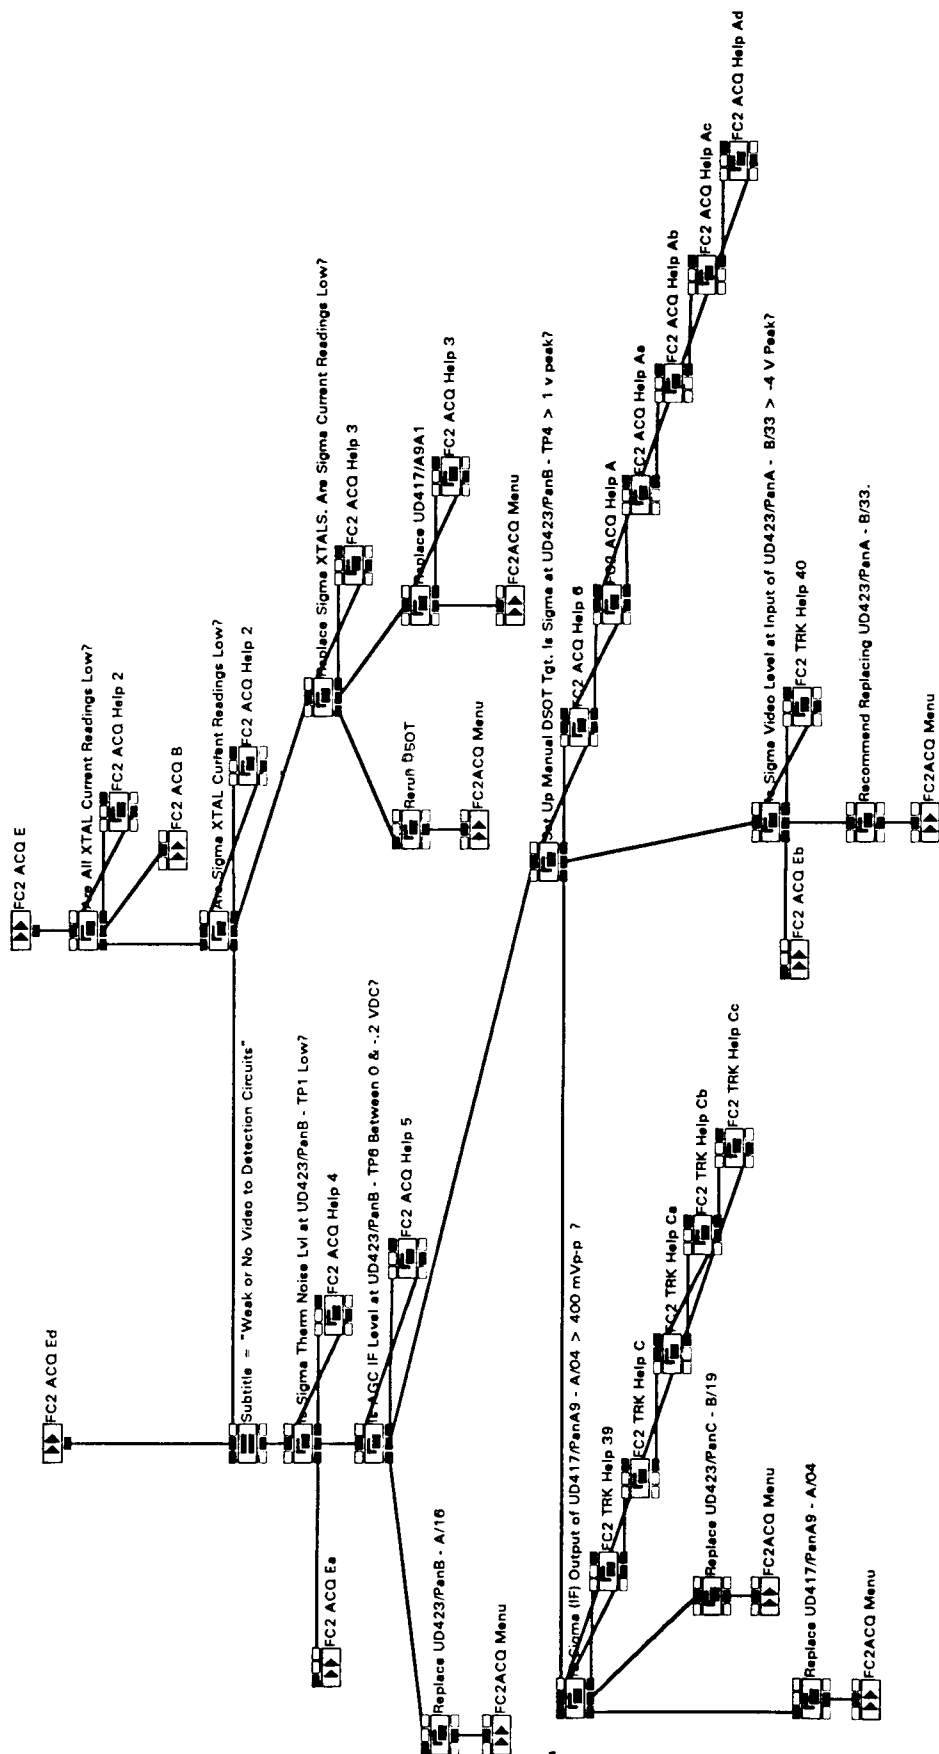 FC2 ACQ E
Are All XTAL Current Readings Low?
FC2 ACQ Help 2
FC2 ACQ B
Are Sigma XTAL Current Readings Low?
FC2 ACQ Help 2
Replace Sigma XTALS. Are Sigma Current Readings Low?
FC2 ACQ Help 3
Replace UD417/A9A1
FC2 ACQ Help 3
FC2ACQ Menu
Rerun DSOT
FC2ACQ Menu
FC2 ACQ Ed
Subtitle = "Weak or No Video to Detection Circuits"
Is Sigma Therm Noise Lvl at UD423/PanB - TP1 Low?
FC2 ACQ Help 4
FC2 ACQ Ea
Is AGC IF Level at UD423/PanB - TP6 Between 0 & -.2 VDC?
FC2 ACQ Help 5
Replace UD423/PanB - A/16
FC2ACQ Menu
Set Up Manual DSOT Tgt. Is Sigma at UD423/PanB - TP4 > 1 v peak?
FC2 ACQ Help 6
FC2 ACQ Help A
FC2 ACQ Help Aa
FC2 ACQ Help Ab
FC2 ACQ Help Ac
FC2 ACQ Help Ad
Is Sigma Video Level at Input of UD423/PanA - B/33 > -4 V Peak?
FC2 TRK Help 40
FC2 ACQ Eb
Recommend Replacing UD423/PanA - B/33.
FC2ACQ Menu
Is Sigma (IF) Output of UD417/PanA9 - A/04 > 400 mVp-p ?
FC2 TRK Help 39
FC2 TRK Help C
FC2 TRK Help Ca
FC2 TRK Help Cb
FC2 TRK Help Cc
Replace UD423/PanC - B/19
FC2ACQ Menu
Replace UD417/PanA9 - A/04
FC2ACQ Menu